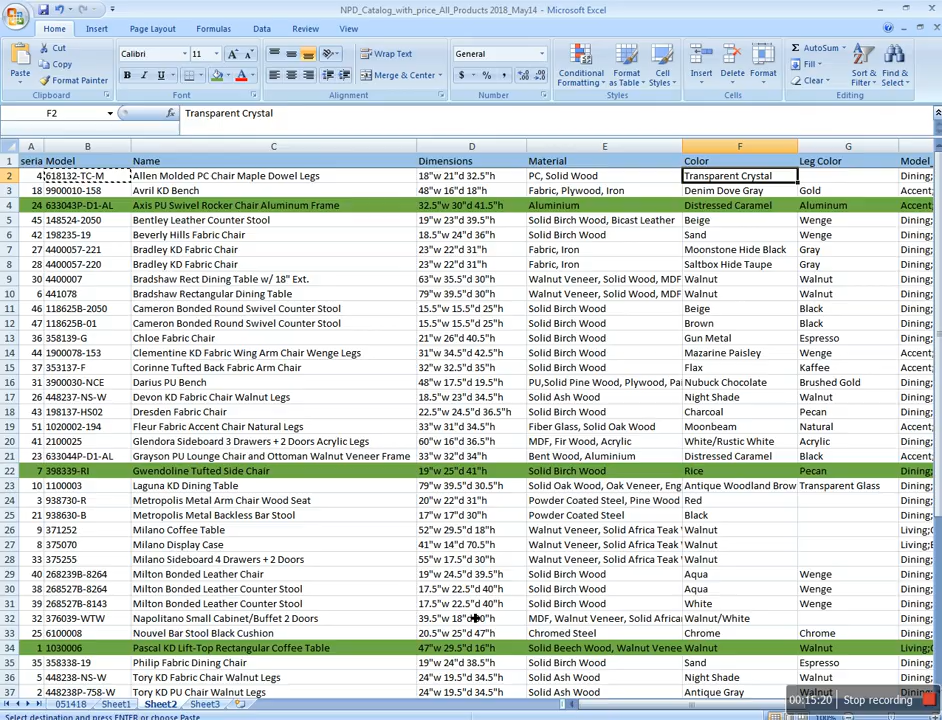 NPD_Catalog_with_price_All_Products 2018_May14 - Microsoft Excel
Home Insert Page Layout Formulas Data Review View
Paste Cut Copy Format Painter Clipboard
Calibri 11 B I U Font
Wrap Text Merge & Center Alignment
General $ % , Number
Conditional Formatting Format as Table Cell Styles Styles
Insert Delete Format Cells
AutoSum Fill Clear Sort & Filter Find & Select Editing
F2 fx Transparent Crystal
A B C D E F G H
1 seria Model Name Dimensions Material Color Leg Color Model_
2 4 618132-TC-M Allen Molded PC Chair Maple Dowel Legs 18"w 21"d 32.5"h PC, Solid Wood Transparent Crystal Dining;
3 18 9900010-158 Avril KD Bench 48"w 16"d 18"h Fabric, Plywood, Iron Denim Dove Gray Gold Accent;
4 24 633043P-D1-AL Axis PU Swivel Rocker Chair Aluminum Frame 32.5"w 30"d 41.5"h Aluminium Distressed Caramel Aluminum Accent;
5 45 148524-2050 Bentley Leather Counter Stool 19"w 23"d 39.5"h Solid Birch Wood, Bicast Leather Beige Wenge Dining;
6 42 198235-19 Beverly Hills Fabric Chair 18.5"w 24"d 36"h Solid Birch Wood Sand Wenge Dining;
7 27 4400057-221 Bradley KD Fabric Chair 23"w 22"d 31"h Fabric, Iron Moonstone Hide Black Gray Dining;
8 28 4400057-220 Bradley KD Fabric Chair 23"w 22"d 31"h Fabric, Iron Saltbox Hide Taupe Gray Dining;
9 30 4400007 Bradshaw Rect Dining Table w/ 18" Ext. 63"w 35.5"d 30"h Walnut Veneer, Solid Wood, MDF Walnut Walnut Dining;
10 6 441078 Bradshaw Rectangular Dining Table 79"w 39.5"d 30"h Walnut Veneer, Solid Wood, MDF Walnut Walnut Dining;
11 46 118625B-2050 Cameron Bonded Round Swivel Counter Stool 15.5"w 15.5"d 25"h Solid Birch Wood Beige Black Dining;
12 47 118625B-01 Cameron Bonded Round Swivel Counter Stool 15.5"w 15.5"d 25"h Solid Birch Wood Brown Black Dining;
13 36 358139-G Chloe Fabric Chair 21"w 26"d 40.5"h Solid Birch Wood Gun Metal Espresso Dining;
14 44 1900078-153 Clementine KD Fabric Wing Arm Chair Wenge Legs 31"w 34.5"d 42.5"h Solid Birch Wood Mazarine Paisley Wenge Accent;
15 37 353137-F Corinne Tufted Back Fabric Arm Chair 32"w 32.5"d 35"h Solid Birch Wood Flax Kaffee Accent;
16 31 3900030-NCE Darius PU Bench 48"w 17.5"d 19.5"h PU,Solid Pine Wood, Plywood, Pa Nubuck Chocolate Brushed Gold Dining;
17 26 448237-NS-W Devon KD Fabric Chair Walnut Legs 18.5"w 23"d 34.5"h Solid Ash Wood Night Shade Walnut Dining;
18 43 198137-HS02 Dresden Fabric Chair 22.5"w 24.5"d 36.5"h Solid Birch Wood Charcoal Pecan Dining;
19 51 1020002-194 Fleur Fabric Accent Chair Natural Legs 33"w 31"d 34.5"h Fiber Glass, Solid Oak Wood Moonbeam Natural Accent;
20 41 2100025 Glendora Sideboard 3 Drawers + 2 Doors Acrylic Legs 60"w 16"d 36.5"h MDF, Fir Wood, Acrylic White/Rustic White Acrylic Dining;
21 23 633044P-D1-AL Grayson PU Lounge Chair and Ottoman Walnut Veneer Frame 33"w 32"d 34"h Bent Wood, Aluminium Distressed Caramel Black Accent;
22 7 398339-RI Gwendoline Tufted Side Chair 19"w 25"d 41"h Solid Birch Wood Rice Pecan Dining;
23 10 1100003 Laguna KD Dining Table 79"w 39.5"d 30.5"h Solid Oak Wood, Oak Veneer, Eng Antique Woodland Brow Transparent Glass Dining;
24 3 938730-R Metropolis Metal Arm Chair Wood Seat 20"w 22"d 31"h Powder Coated Steel, Pine Wood Red Dining;
25 21 938630-B Metropolis Metal Backless Bar Stool 17"w 17"d 30"h Powder Coated Steel Black Dining;
26 9 371252 Milano Coffee Table 52"w 29.5"d 18"h Walnut Veneer, Solid Africa Teak Walnut Living;
27 8 375070 Milano Display Case 41"w 14"d 70.5"h Walnut Veneer, Solid Africa Teak Walnut Living;
28 33 375255 Milano Sideboard 4 Drawers + 2 Doors 55"w 17.5"d 30"h Walnut Veneer, Solid Africa Teak Walnut Dining;
29 40 268239B-8264 Milton Bonded Leather Chair 19"w 24.5"d 39.5"h Solid Birch Wood Aqua Wenge Dining;
30 38 268527B-8264 Milton Bonded Leather Counter Stool 17.5"w 22.5"d 40"h Solid Birch Wood Aqua Wenge Dining;
31 39 268527B-8143 Milton Bonded Leather Counter Stool 17.5"w 22.5"d 40"h Solid Birch Wood White Wenge Dining;
32 32 376039-WTW Napolitano Small Cabinet/Buffet 2 Doors 39.5"w 18"d MDF, Walnut Veneer, Solid Africa Walnut/White Dining;
33 25 6100008 Nouvel Bar Stool Black Cushion 20.5"w 25"d 47"h Chromed Steel Chrome Chrome Dining;
34 1 1030006 Pascal KD Lift-Top Rectangular Coffee Table 47"w 29.5"d 16"h Solid Beech Wood, Walnut Venee Walnut Walnut Living;
35 35 358338-19 Philip Fabric Dining Chair 19"w 24"d 38.5"h Solid Birch Wood Sand Espresso Dining;
36 5 448238-NS-W Tory KD Fabric Chair Walnut Legs 24"w 19.5"d 34.5"h Solid Ash Wood Night Shade Walnut Dining;
37 2 448238P-758-W Tory KD PU Chair Walnut Legs 24"w 19.5"d 34.5"h Solid Ash Wood Antique Gray
051418 Sheet1 Sheet2 Sheet3
00:15:20 Stop recording
Select destination and press ENTER or choose Paste